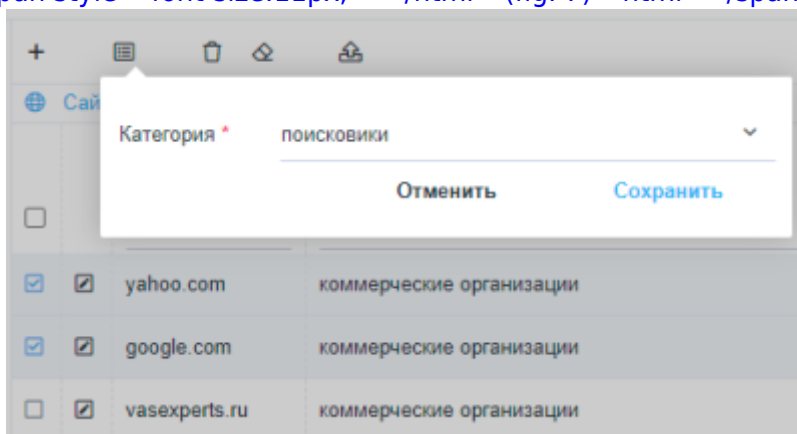 Сай
Категория * поисковики
Отменить Сохранить
yahoo.com коммерческие организации
google.com коммерческие организации
vasexperts.ru коммерческие организации